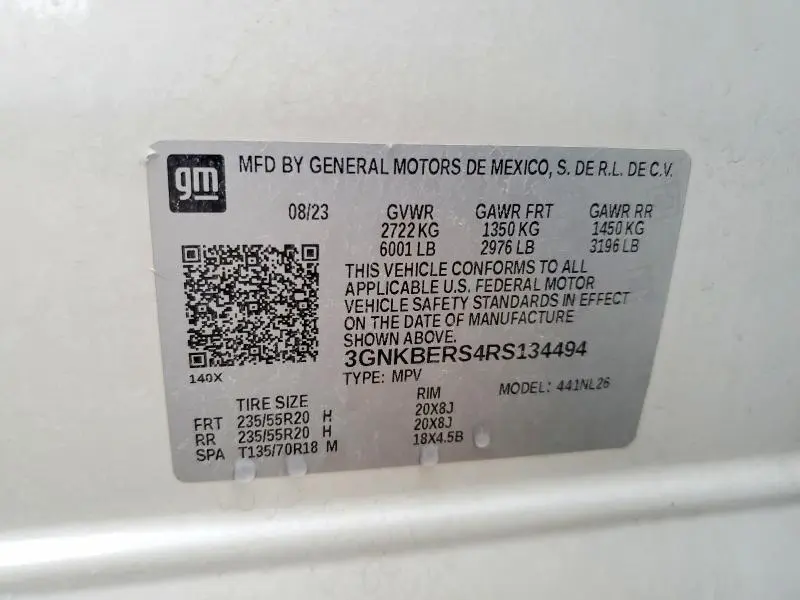 gm
MFD BY GENERAL MOTORS DE MEXICO, S. DE R.L. DE C.V.
08/23 GVWR GAWR FRT GAWR RR
2722 KG 1350 KG 1450 KG
6001 LB 2976 LB 3196 LB
THIS VEHICLE CONFORMS TO ALL
APPLICABLE U.S. FEDERAL MOTOR
VEHICLE SAFETY STANDARDS IN EFFECT
ON THE DATE OF MANUFACTURE
SHOWN ABOVE.
3GNKBERS4RS134494
140X
TYPE: MPV MODEL: 441NL26
TIRE SIZE RIM
FRT 235/55R20 H 20X8J
RR 235/55R20 H 20X8J
SPA T135/70R18 M 18X4.5B